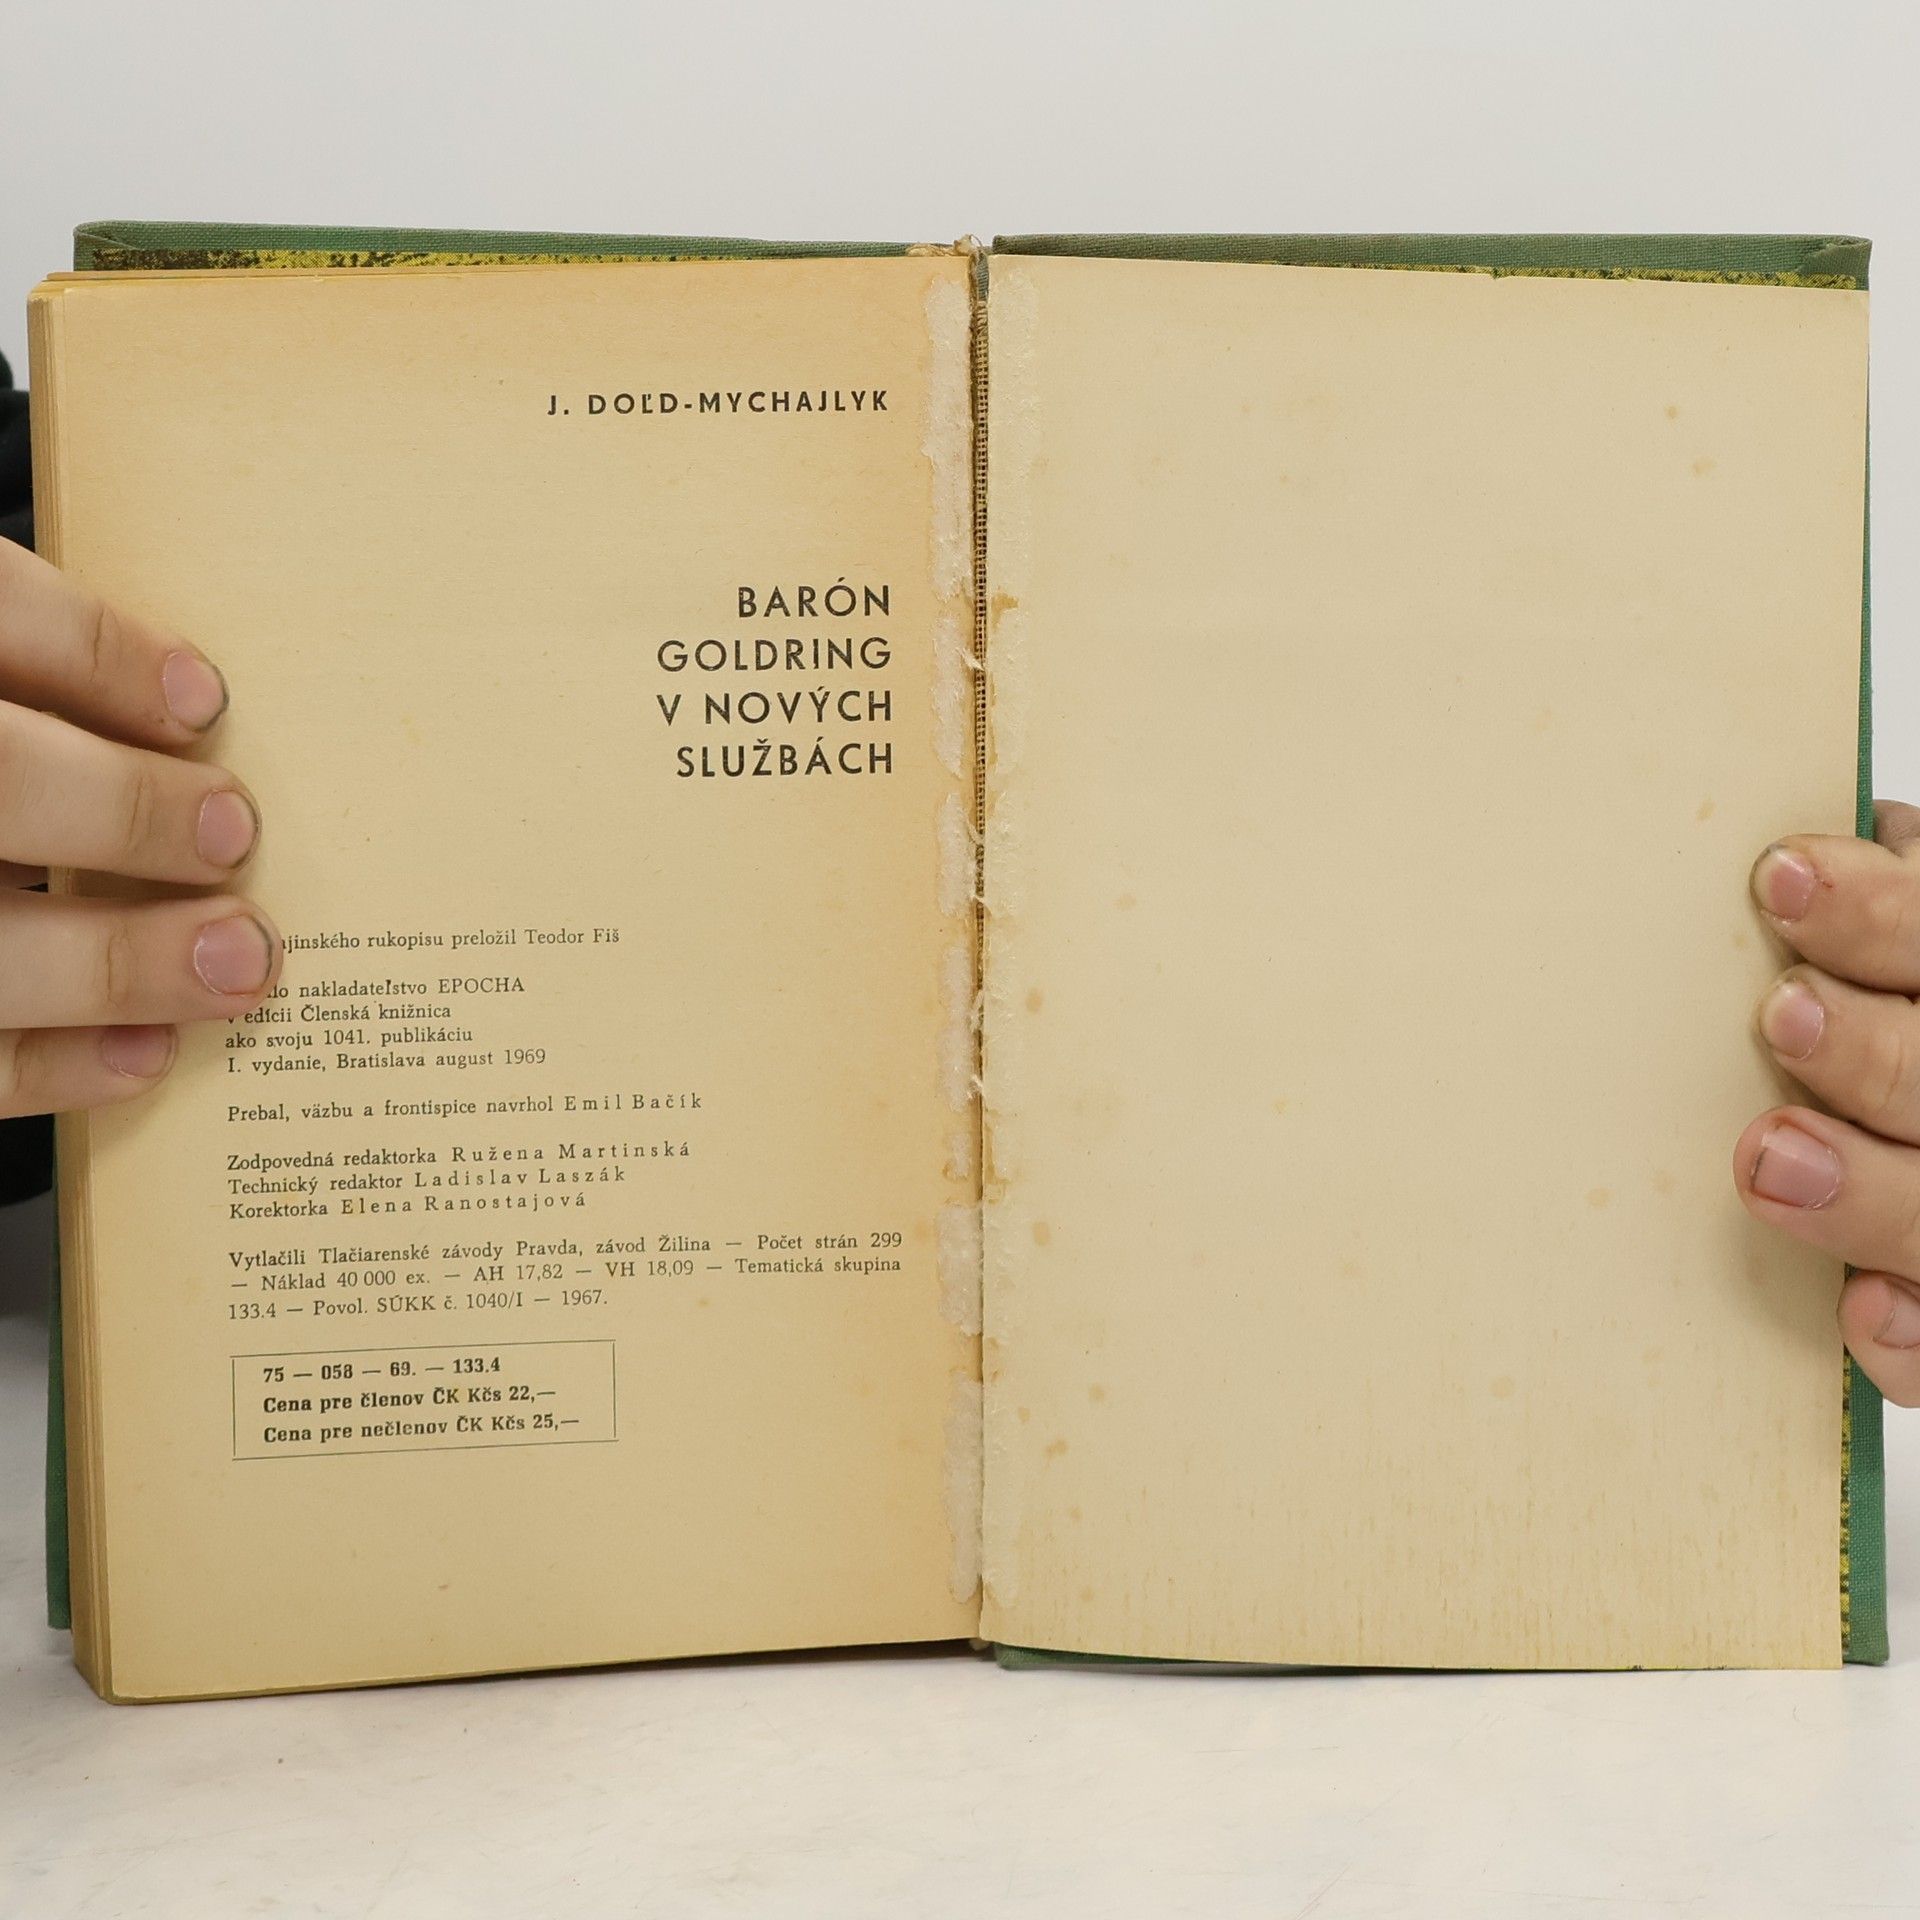 J. DOĽD-MYCHAJLYK
BARÓN
GOLDRING
V NOVÝCH
SLUŽBÁCH
rukopisu preložil Teodor Fiš
nakladateľstvo EPOCHA
v edícii Členská knižnica
ako svoju 1041. publikáciu
I. vydanie, Bratislava august 1969
Prebal, väzbu a frontispice navrhol Emil Bačík
Zodpovedná redaktorka Ružena Martinská
Technický redaktor Ladislav Laszák
Korektorka Elena Ranostajová
Vytlačili Tlačiarenské závody Pravda, závod Žilina — Počet strán 299
— Náklad 40 000 ex. — AH 17,82 — VH 18,09 — Tematická skupina
133.4 — Povol. SÚKK č. 1040/I — 1967.
75 — 058 — 69. — 133.4
Cena pre členov ČK Kčs 22,—
Cena pre nečlenov ČK Kčs 25,—